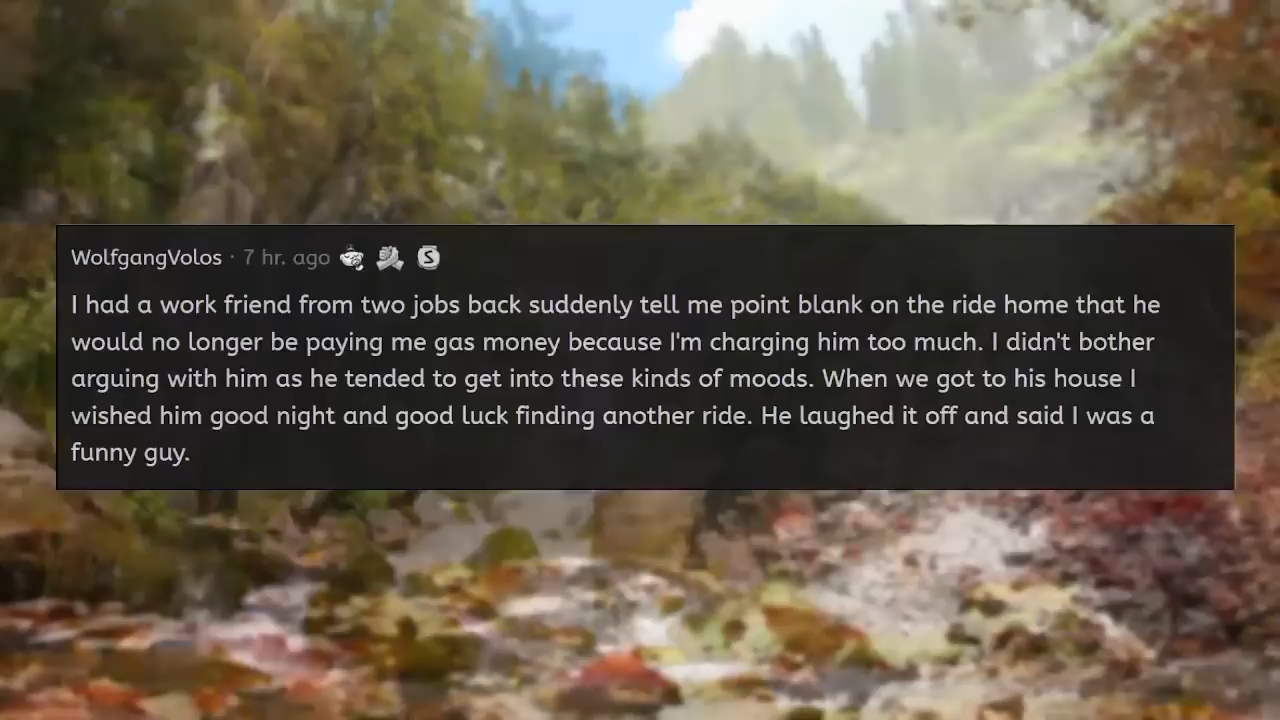 WolfgangVolos · 7 hr. ago
I had a work friend from two jobs back suddenly tell me point blank on the ride home that he
would no longer be paying me gas money because I'm charging him too much. I didn't bother
arguing with him as he tended to get into these kinds of moods. When we got to his house I
wished him good night and good luck finding another ride. He laughed it off and said I was a
funny guy.